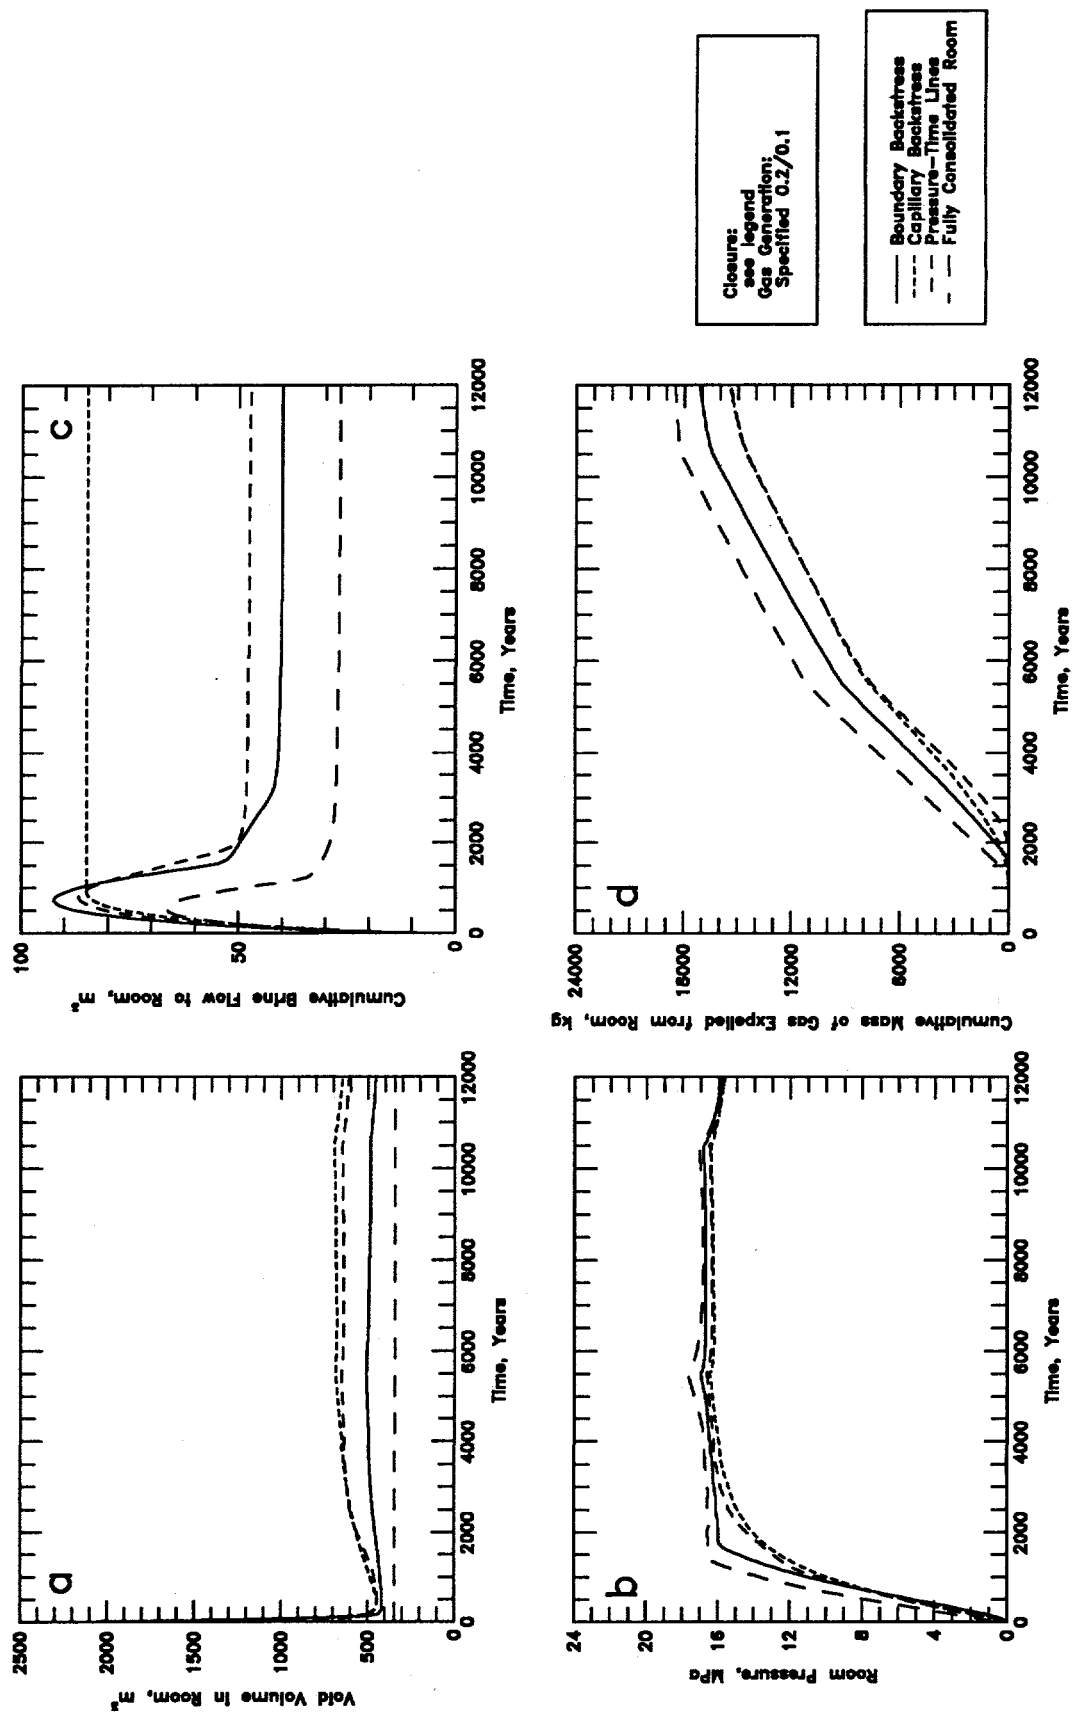 a
2500
2000
1500
1000
500
0
Void Volume in Room, m³
0
2000
4000
6000
8000
10000
12000
Time, Years
c
100
50
0
Cumulative Brine Flow to Room, m³
0
2000
4000
6000
8000
10000
12000
Time, Years
b
24
20
16
12
8
4
0
Room Pressure, MPa
0
2000
4000
6000
8000
10000
12000
Time, Years
d
24000
18000
12000
6000
0
Cumulative Mass of Gas Expelled from Room, kg
0
2000
4000
6000
8000
10000
12000
Time, Years
Closure:
see legend
Gas Generation:
Specified 0.2/0.1
Boundary Backstress
Capillary Backstress
Pressure-Time Lines
Fully Consolidated Room